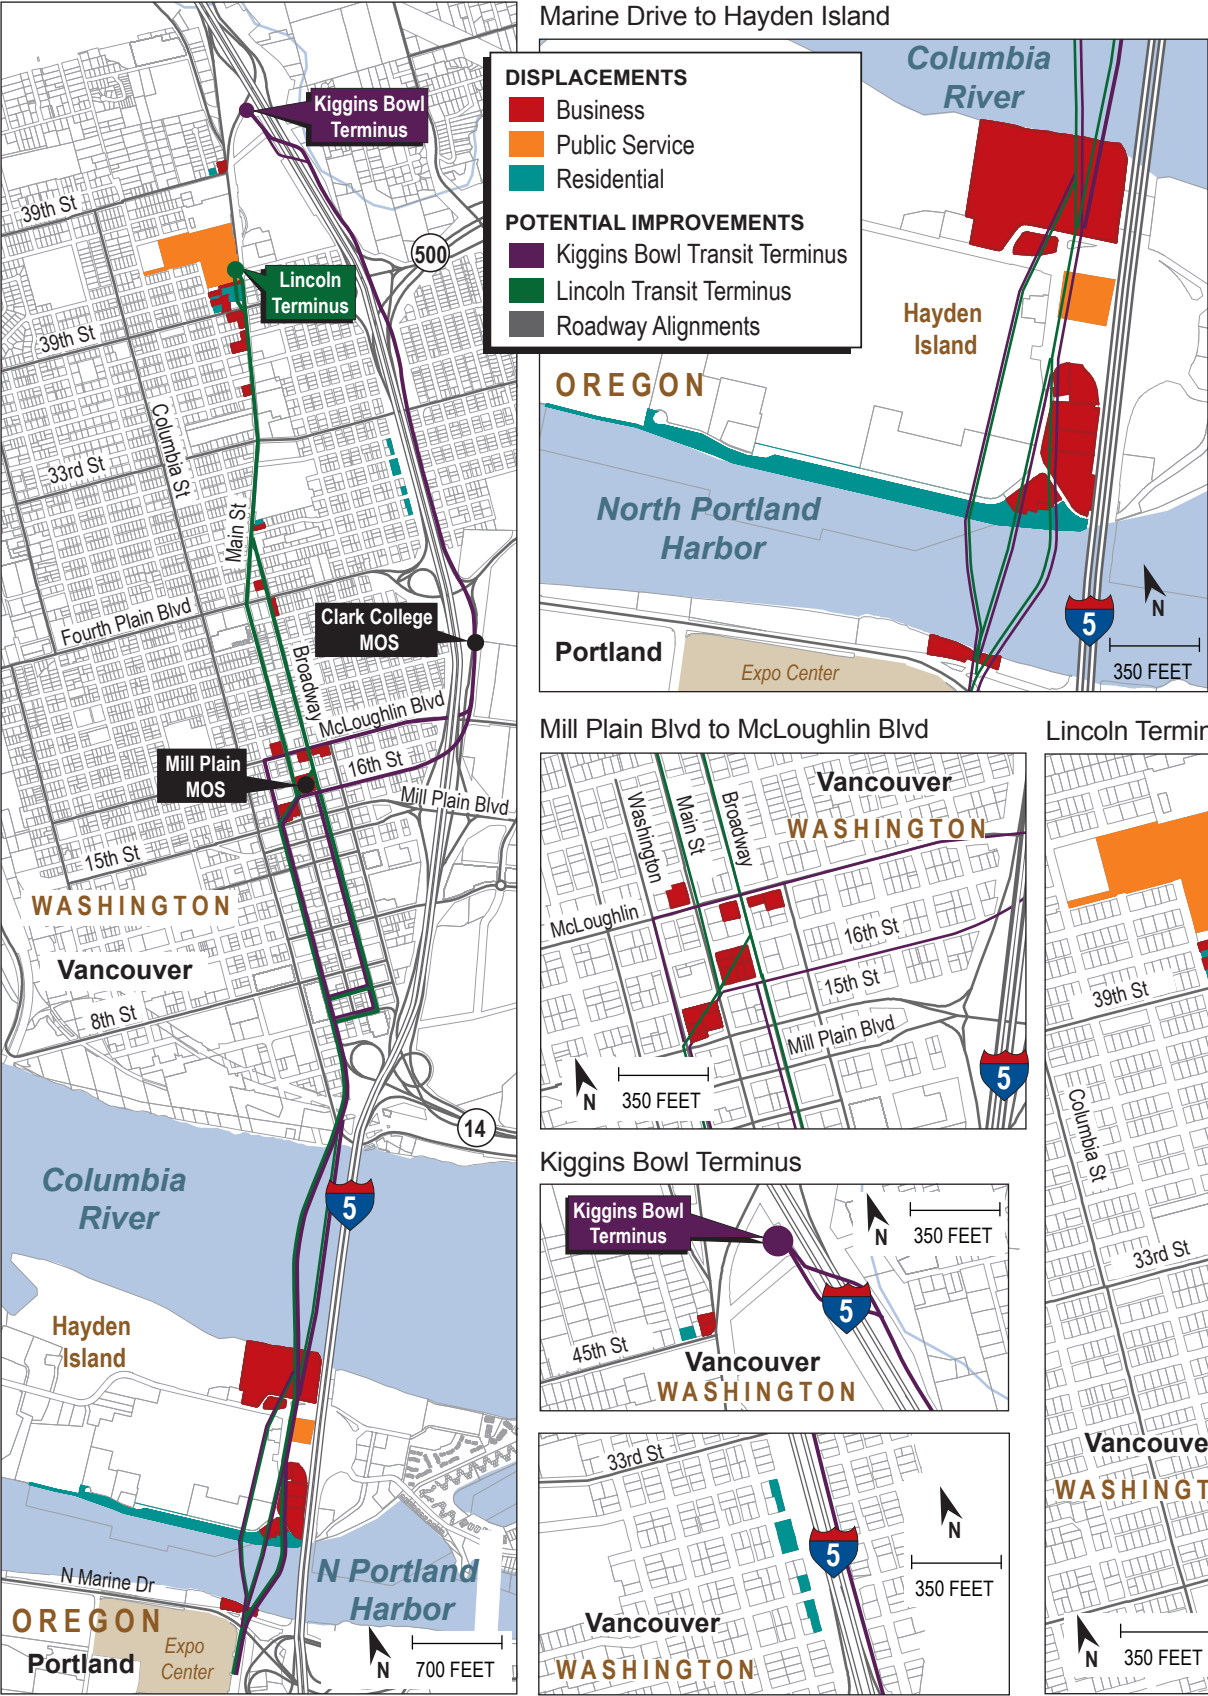 Kiggins Bowl
Terminus
39th St
500
Lincoln
Terminus
39th St
Columbia St
33rd St
Main St
Fourth Plain Blvd
Clark College
MOS
Broadway
McLoughlin Blvd
Mill Plain
MOS
16th St
Mill Plain Blvd
15th St
WASHINGTON
Vancouver
8th St
14
Columbia
River
5
Hayden
Island
N Portland
Harbor
N Marine Dr
OREGON
Expo
Center
Portland
N
700 FEET
DISPLACEMENTS
Business
Public Service
Residential
POTENTIAL IMPROVEMENTS
Kiggins Bowl Transit Terminus
Lincoln Transit Terminus
Roadway Alignments
Marine Drive to Hayden Island
Columbia
River
Hayden
Island
OREGON
North Portland
Harbor
5
N
Portland
Expo Center
350 FEET
Mill Plain Blvd to McLoughlin Blvd
Vancouver
WASHINGTON
Washington
Main St
Broadway
McLoughlin
16th St
15th St
Mill Plain Blvd
N
350 FEET
5
Kiggins Bowl Terminus
Kiggins Bowl
Terminus
N
350 FEET
5
45th St
Vancouver
WASHINGTON
33rd St
5
N
350 FEET
Vancouver
WASHINGTON
Lincoln Termin
39th St
Columbia St
33rd St
Vancouve
WASHINGT
N
350 FEET